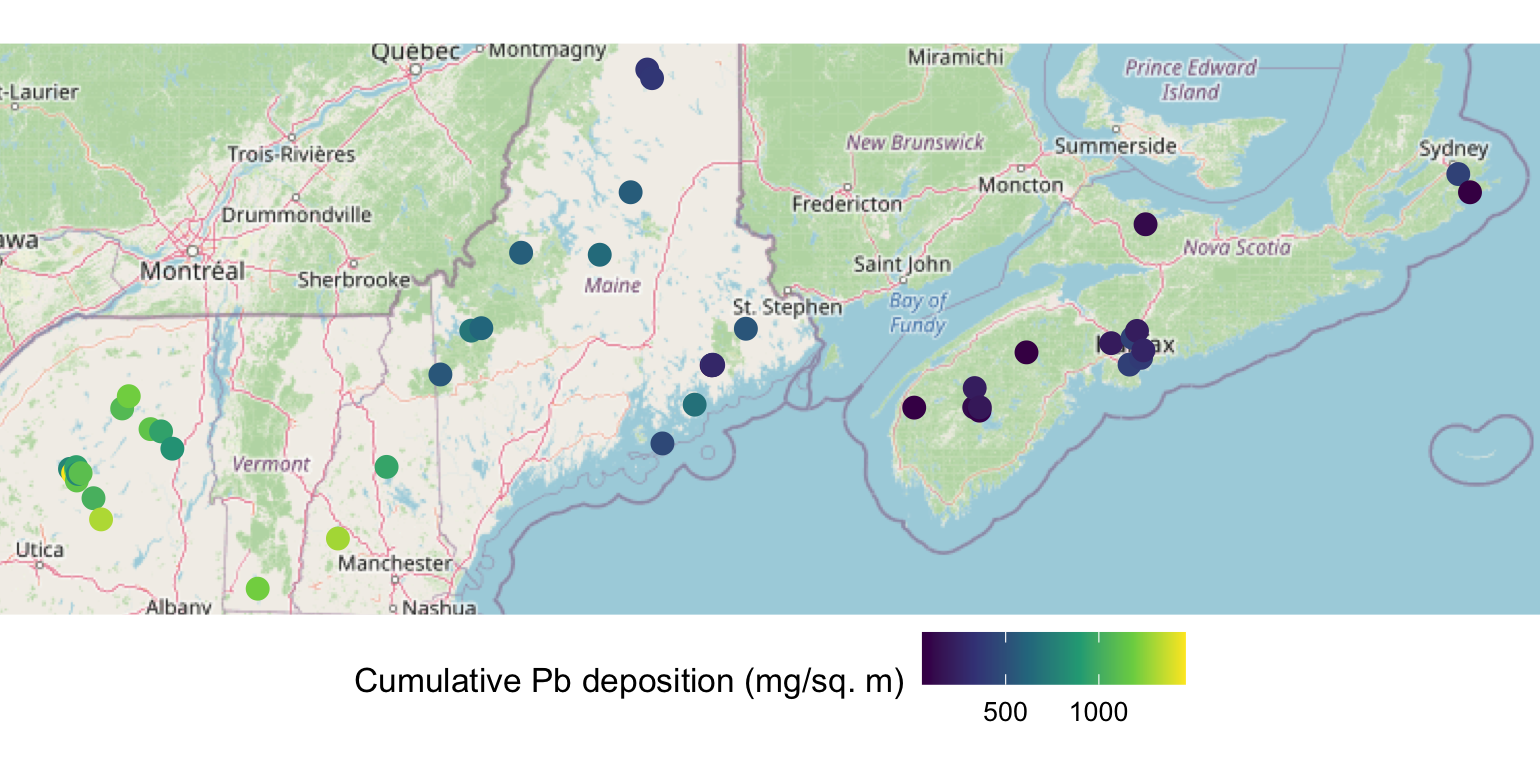 Québec
Montmagny
Miramichi
Prince Edward
Island
t-Laurier
Trois-Rivières
New Brunswick
Summerside
Sydney
Moncton
Fredericton
Drummondville
awa
Montréal
Sherbrooke
Nova Scotia
Saint John
Maine
St. Stephen
Bay of
Fundy
Vermont
Utica
Manchester
Albany
Nashua
Cumulative Pb deposition (mg/sq. m)
500
1000